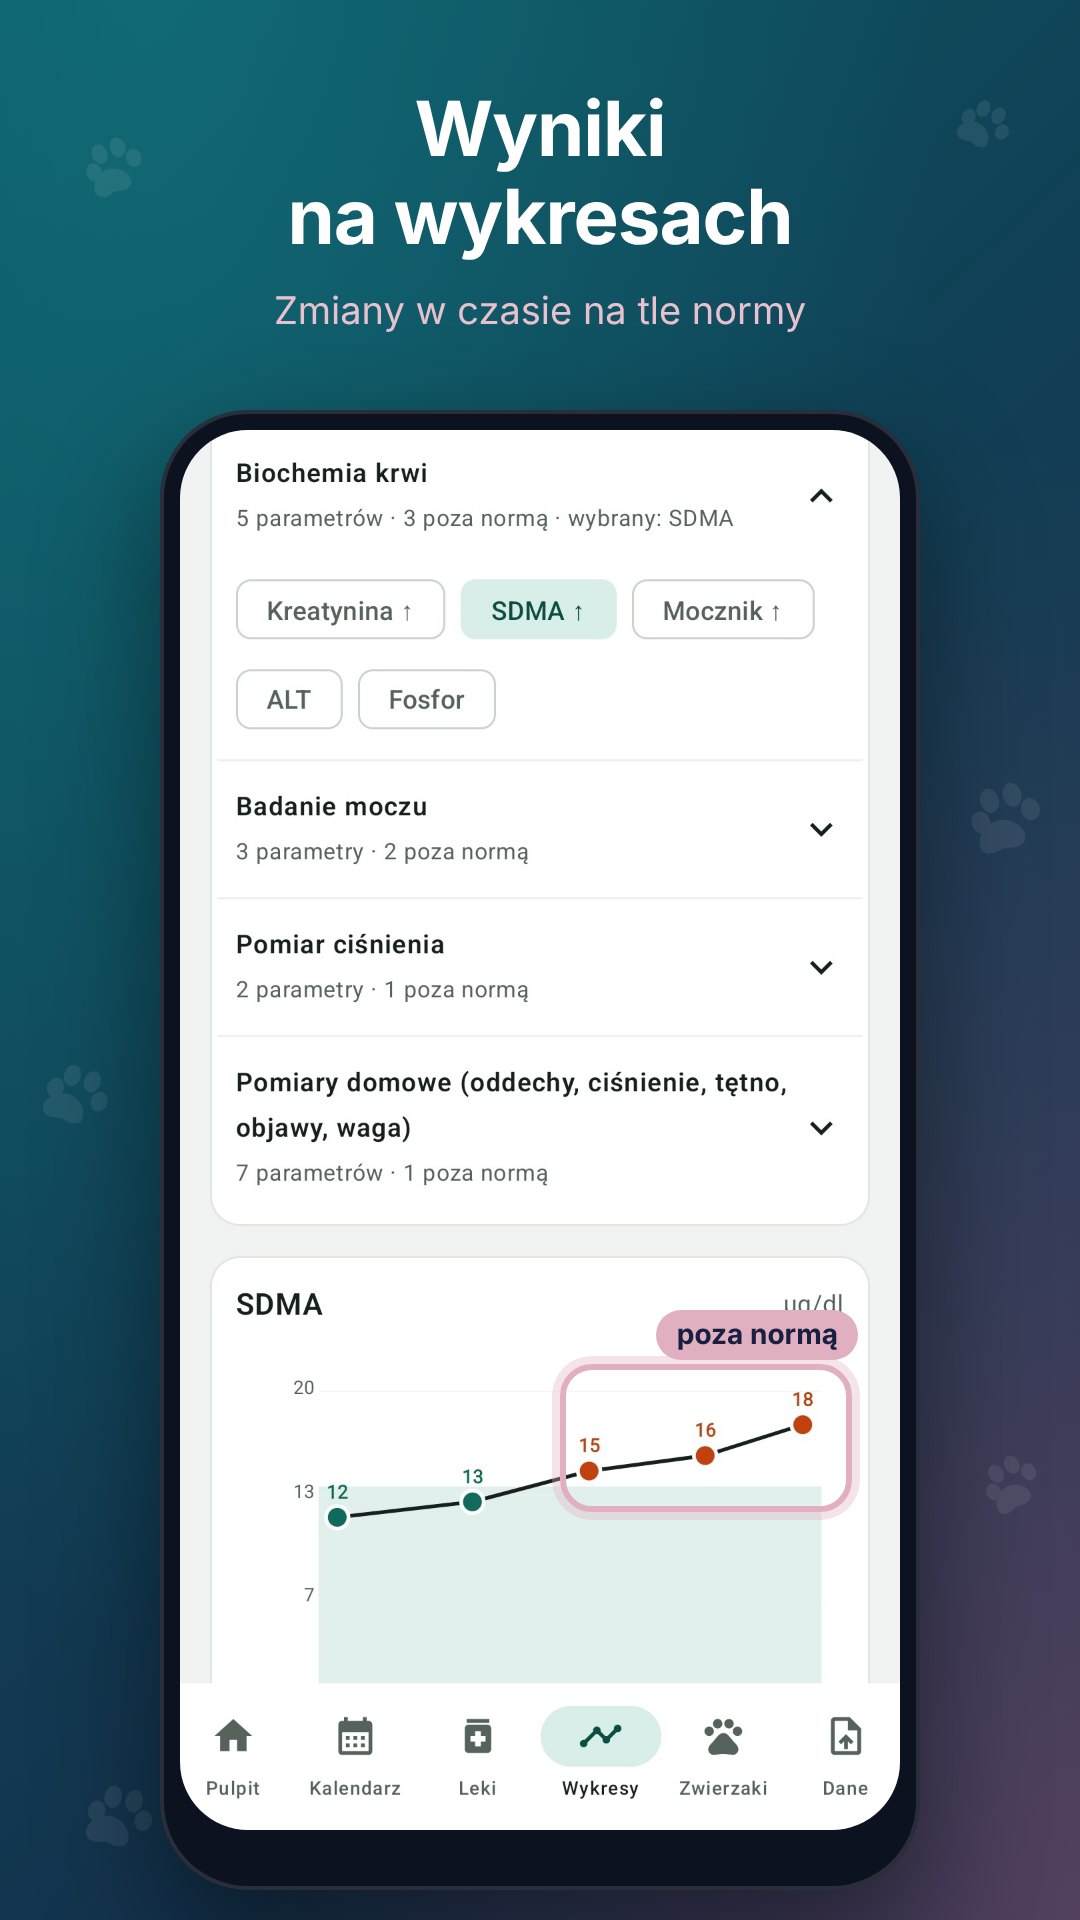 Wyniki
na wykresach
Zmiany w czasie na tle normy
Biochemia krwi
5 parametrów · 3 poza normą · wybrany: SDMA
Kreatynina ↑ SDMA ↑ Mocznik ↑
ALT Fosfor
Badanie moczu
3 parametry · 2 poza normą
Pomiar ciśnienia
2 parametry · 1 poza normą
Pomiary domowe (oddechy, ciśnienie, tętno,
objawy, waga)
7 parametrów · 1 poza normą
SDMA ug/dl
poza normą
20
18
16
15
13
13 12
7
Pulpit Kalendarz Leki Wykresy Zwierzaki Dane